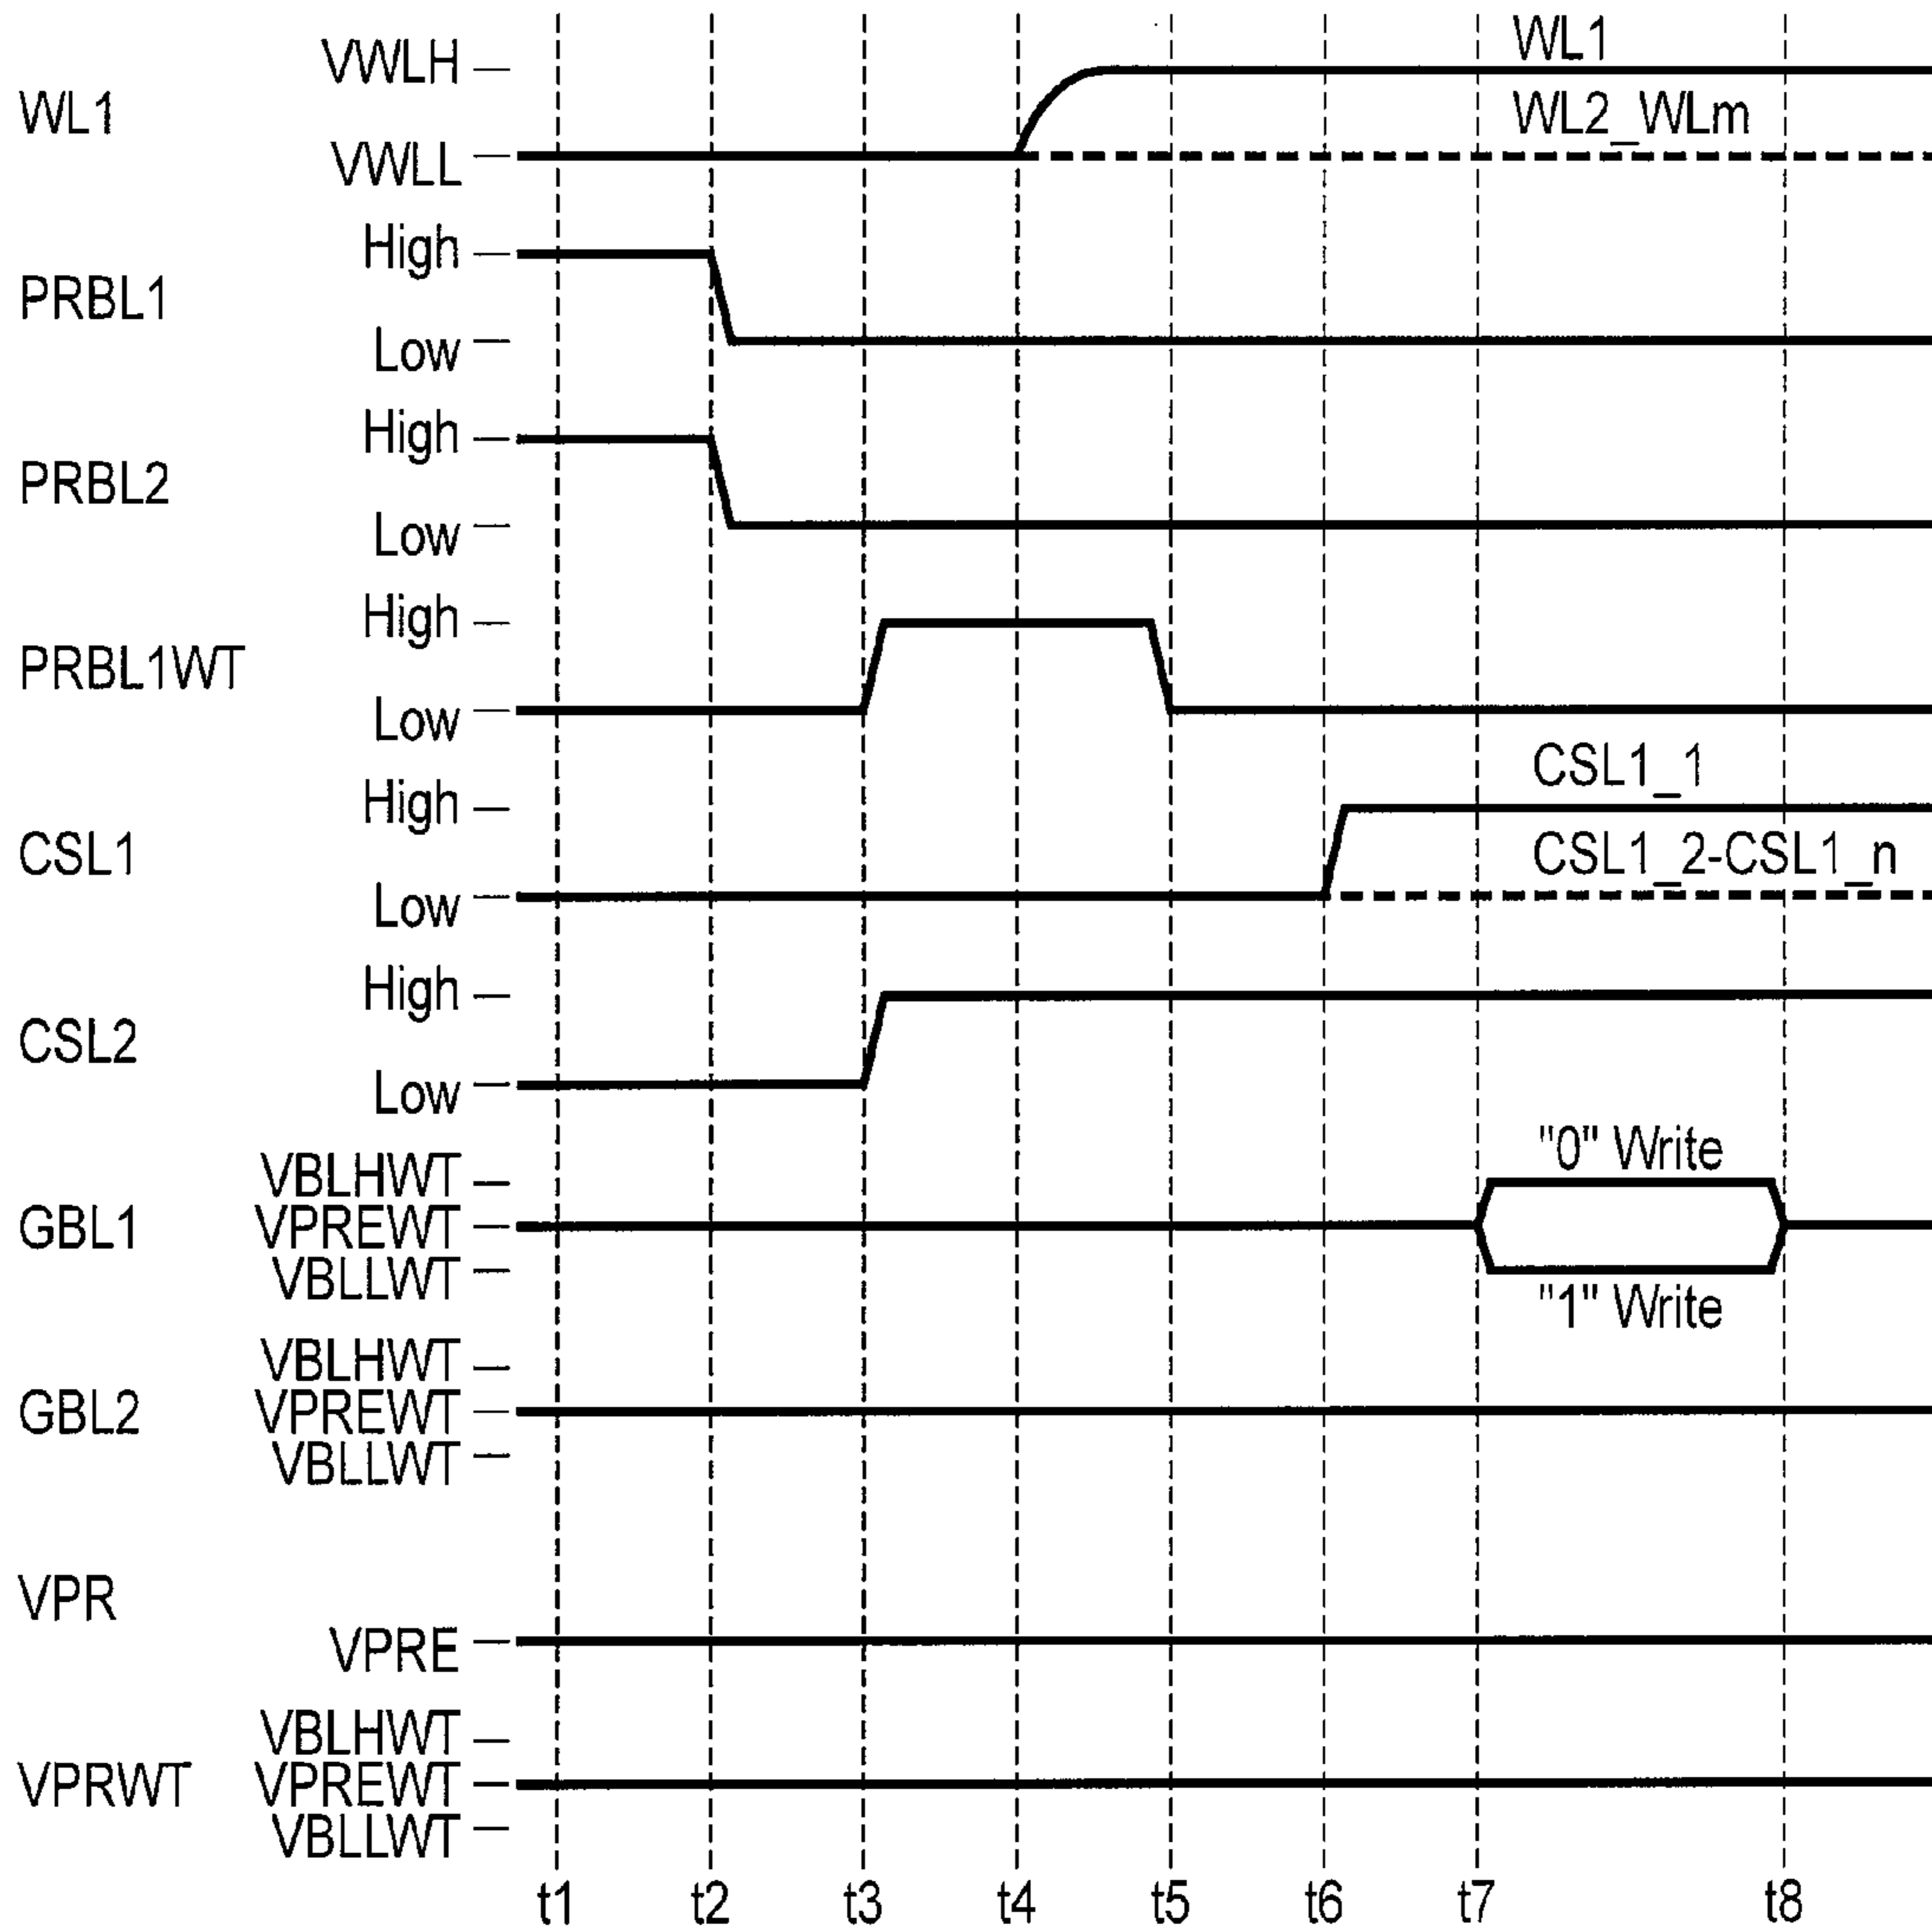 VWLH
WL1
WL1
WL2_WLm
VWLL
High
PRBL1
Low
High
PRBL2
Low
High
PRBL1WT
Low
CSL1_1
High
CSL1
CSL1_2-CSL1_n
Low
High
CSL2
Low
"0" Write
VBLHWT
GBL1
VPREWT
VBLLWT
"1" Write
VBLHWT
GBL2
VPREWT
VBLLWT
VPR
VPRE
VBLHWT
VPRWT
VPREWT
VBLLWT
t1 t2 t3 t4 t5 t6 t7 t8